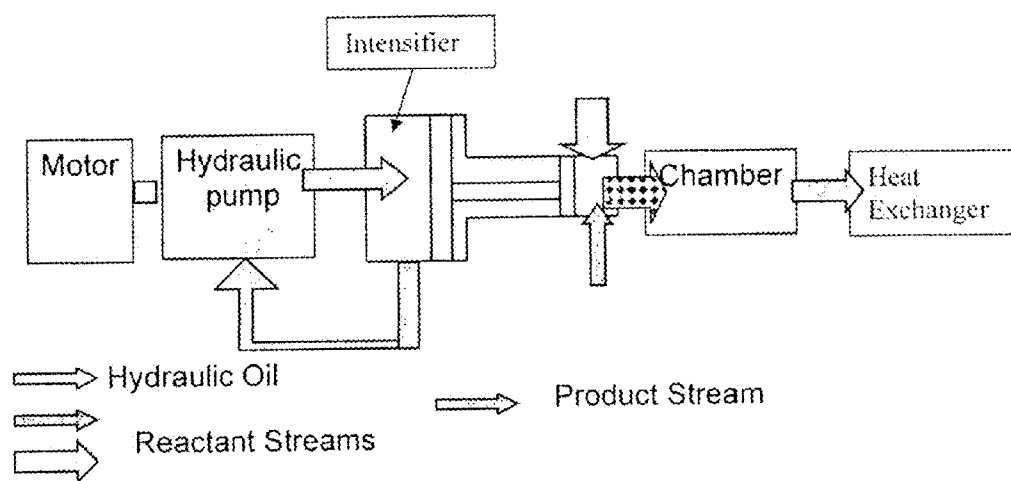 Intensifier
Motor
Hydraulic
pump
Chamber
Heat
Exchanger
Hydraulic Oil
Product Stream
Reactant Streams